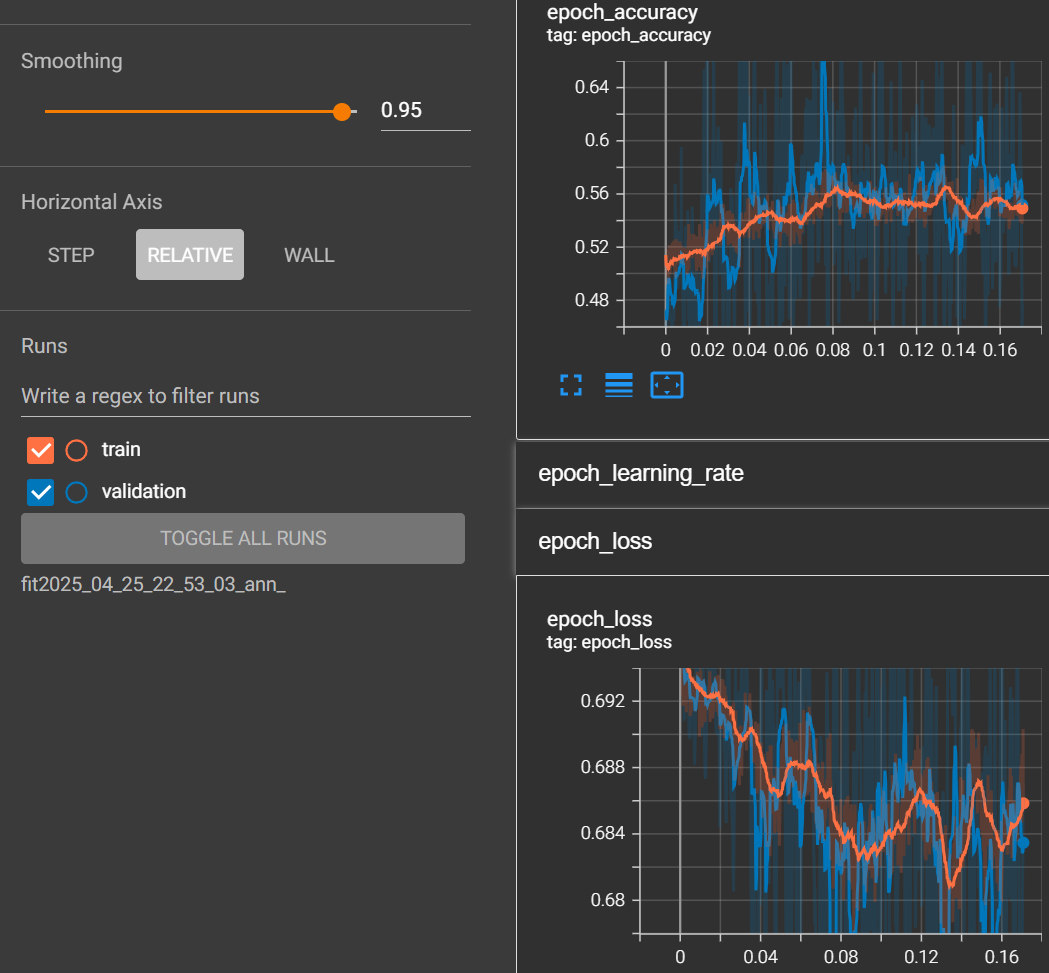 Smoothing
0.95
Horizontal Axis
STEP RELATIVE WALL
Runs
Write a regex to filter runs
train
validation
TOGGLE ALL RUNS
fit2025_04_25_22_53_03_ann_
epoch_accuracy
tag: epoch_accuracy
0.64
0.6
0.56
0.52
0.48
0 0.02 0.04 0.06 0.08 0.1 0.12 0.14 0.16
epoch_learning_rate
epoch_loss
epoch_loss
tag: epoch_loss
0.692
0.688
0.684
0.68
0 0.04 0.08 0.12 0.16